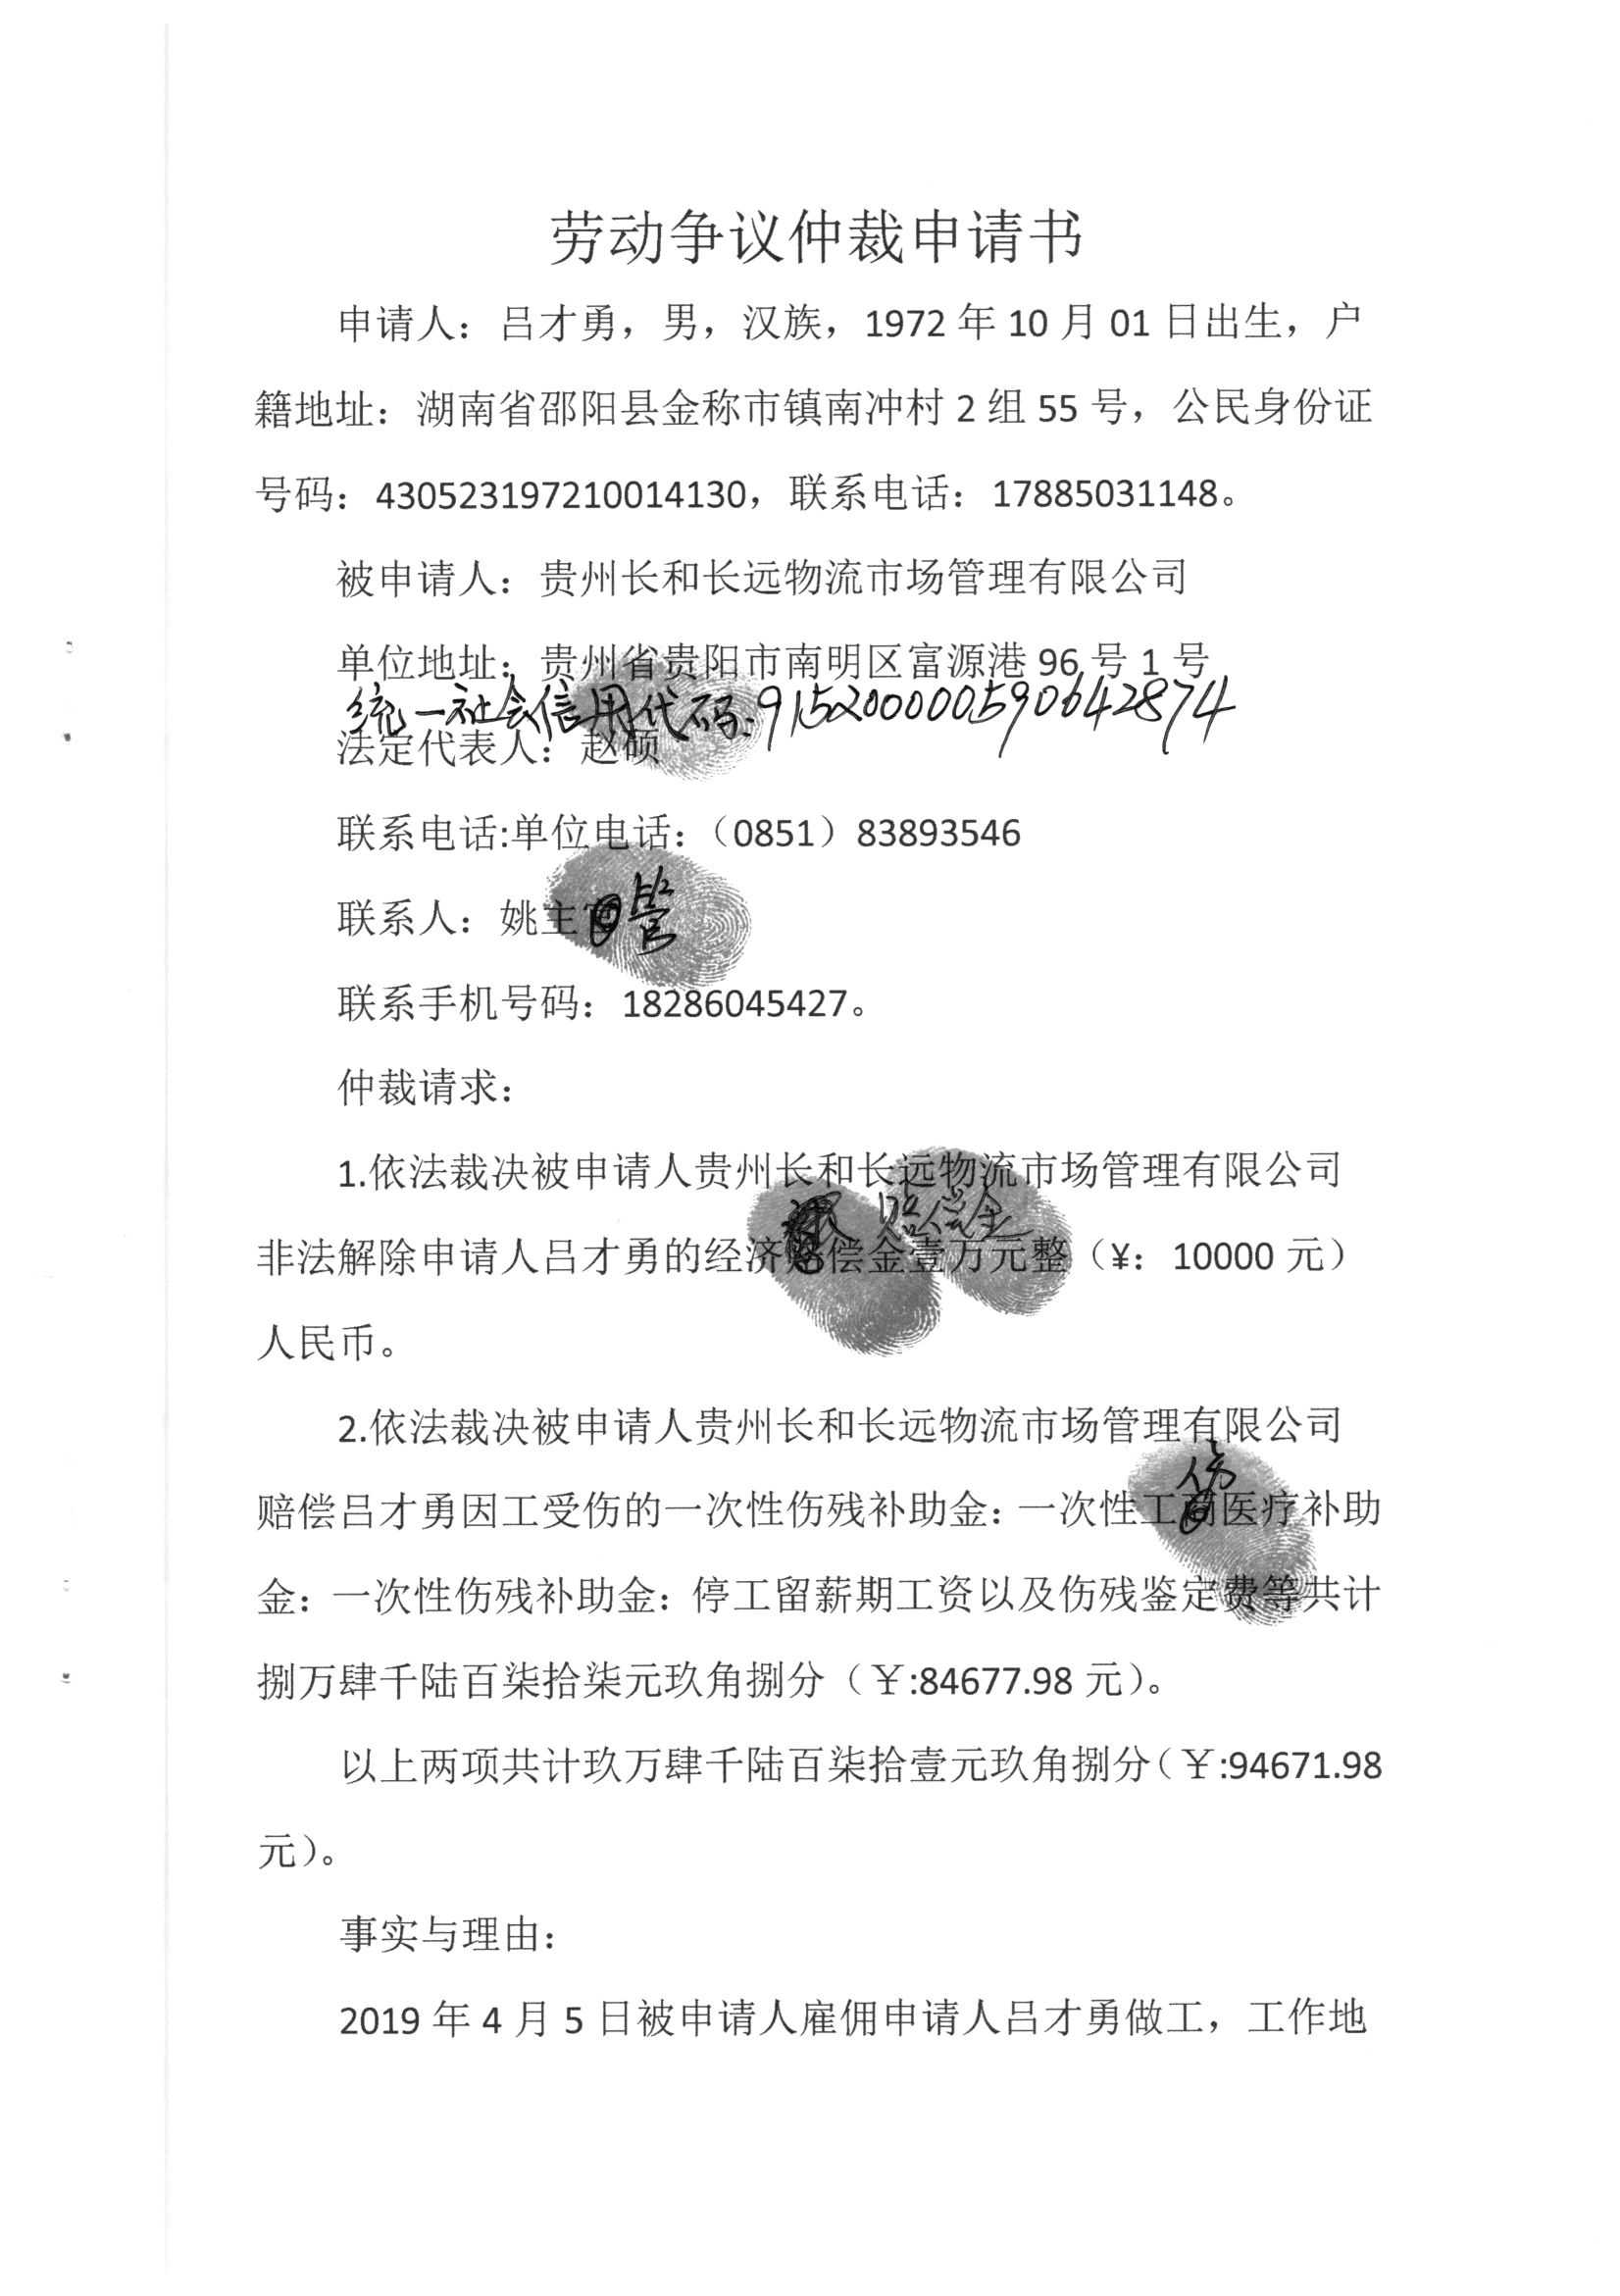 劳动争议仲裁申请书
申请人：吕才勇，男，汉族，1972 年 10 月 01 日出生，户
籍地址：湖南省邵阳县金称市镇南冲村 2 组 55 号，公民身份证
号码：430523197210014130，联系电话：17885031148。
被申请人：贵州长和长远物流市场管理有限公司
单位地址：贵州省贵阳市南明区富源港 96 号 1 号
统一社会信用代码：915200000590642874
法定代表人：赵硕
联系电话:单位电话：（0851）83893546
联系人：姚主管
联系手机号码：18286045427。
仲裁请求：
1.依法裁决被申请人贵州长和长远物流市场管理有限公司
赔偿金
非法解除申请人吕才勇的经济偿金壹万元整（¥：10000 元）
人民币。
2.依法裁决被申请人贵州长和长远物流市场管理有限公司
伤
赔偿吕才勇因工受伤的一次性伤残补助金：一次性工医疗补助
金：一次性伤残补助金：停工留薪期工资以及伤残鉴定费等共计
捌万肆千陆百柒拾柒元玖角捌分（￥:84677.98 元）。
以上两项共计玖万肆千陆百柒拾壹元玖角捌分（￥:94671.98
元）。
事实与理由：
2019 年 4 月 5 日被申请人雇佣申请人吕才勇做工，工作地